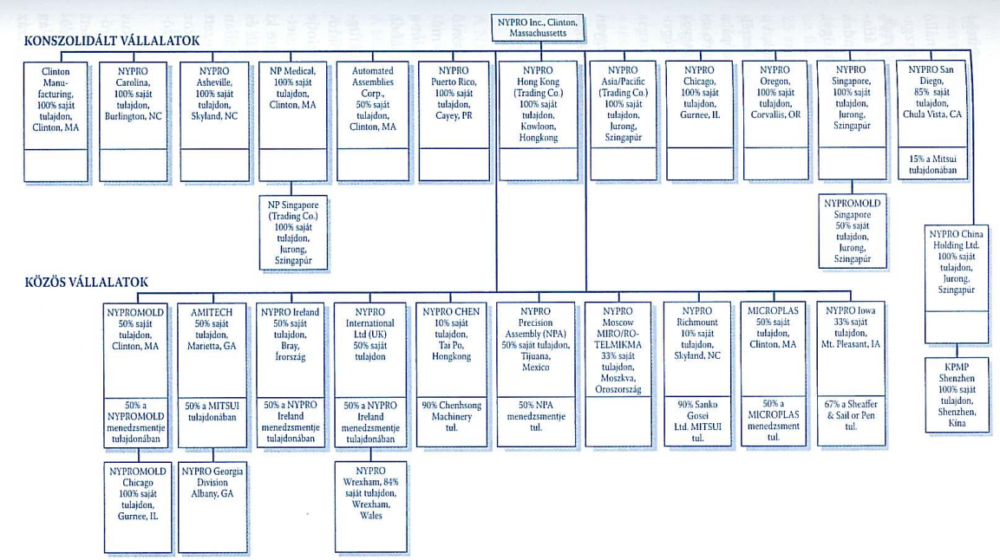 NYPRO Inc., Clinton,
Massachussetts
KONSZOLIDÁLT VÁLLALATOK
Clinton
Manu-
facturing,
100% saját
tulajdon,
Clinton, MA
NYPRO
Carolina,
100% saját
tulajdon,
Burlington, NC
NYPRO
Asheville,
100% saját
tulajdon,
Skyland, NC
NP Medical,
100% saját
tulajdon,
Clinton, MA
Automated
Assemblies
Corp.,
50% saját
tulajdon,
Clinton, MA
NYPRO
Puerto Rico,
100% saját
tulajdon,
Cayey, PR
NYPRO
Hong Kong
(Trading Co.)
100% saját
tulajdon,
Kowloon,
Hongkong
NYPRO
Asia/Pacific
(Trading Co.)
100% saját
tulajdon,
Jurong,
Szingapúr
NYPRO
Chicago,
100% saját
tulajdon,
Gurnee, IL
NYPRO
Oregon,
100% saját
tulajdon,
Corvallis, OR
NYPRO
Singapore,
100% saját
tulajdon,
Jurong,
Szingapúr
NYPRO San
Diego,
85% saját
tulajdon,
Chula Vista, CA
15% a Mitsui
tulajdonában
NP Singapore
(Trading Co.)
100% saját
tulajdon,
Jurong,
Szingapúr
NYPROMOLD
Singapore
50% saját
tulajdon,
Jurong,
Szingapúr
NYPRO China
Holding Ltd.
100% saját
tulajdon,
Jurong,
Szingapúr
KPMP
Shenzhen
100% saját
tulajdon,
Shenzhen,
Kína
KÖZÖS VÁLLALATOK
NYPROMOLD
50% saját
tulajdon,
Clinton, MA
50% a
NYPROMOLD
menedzsmentje
tulajdonában
AMITECH
50% saját
tulajdon,
Marietta, GA
50% a MITSUI
tulajdonában
NYPRO Ireland
50% saját
tulajdon,
Bray,
Írország
50% a NYPRO
Ireland
menedzsmentje
tulajdonában
NYPRO
International
Ltd (UK)
50% saját
tulajdon
50% a NYPRO
Ireland
menedzsmentje
tulajdonában
NYPRO CHEN
10% saját
tulajdon,
Tai Po,
Hongkong
90% Chenhsong
Machinery
tul.
NYPRO
Precision
Assembly (NPA)
50% saját tulajdon,
Tijuana,
Mexico
50% NPA
menedzsmentje
tul.
NYPRO
Moscow
MIRO/RO-
TELMIKMA
33% saját
tulajdon,
Moszkva,
Oroszország
NYPRO
Richmount
10% saját
tulajdon,
Skyland, NC
90% Sanko
Gosei
Ltd. MITSUI
tul.
MICROPLAS
50% saját
tulajdon,
Clinton, MA
50% a
MICROPLAS
menedzsment
tul.
NYPRO Iowa
33% saját
tulajdon,
Mt. Pleasant, IA
67% a Sheaffer
& Sail or Pen
tul.
NYPROMOLD
Chicago
100% saját
tulajdon,
Gurnee, IL
NYPRO Georgia
Division
Albany, GA
NYPRO
Wrexham, 84%
saját tulajdon,
Wrexham,
Wales